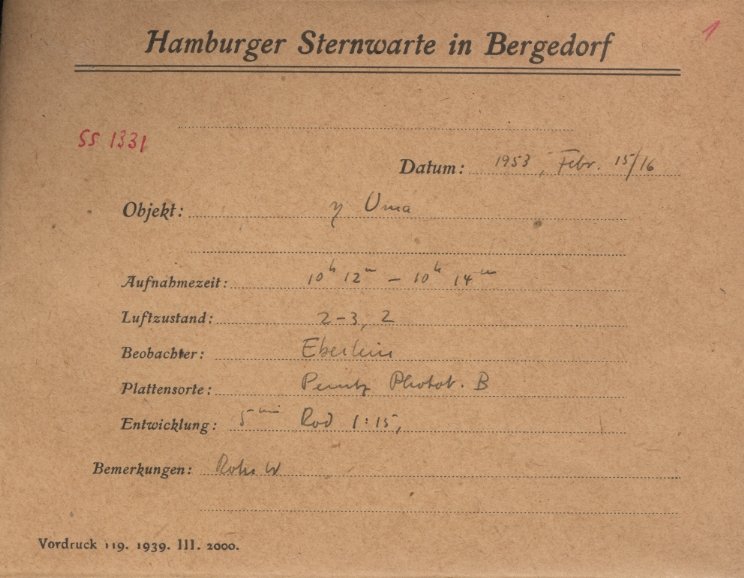 Hamburger Sternwarte in Bergedorf
1
SS 1331
Datum: 1953, Febr. 15/16
Objekt: η Uma
Aufnahmezeit: 10h 12m – 10h 14m
Luftzustand: 2-3, 2
Beobachter: Eberlein
Plattensorte: Perutz Photot. B
Entwicklung: 5min Rod 1:15,
Bemerkungen: Rohr W
Vordruck 119. 1939. III. 2000.